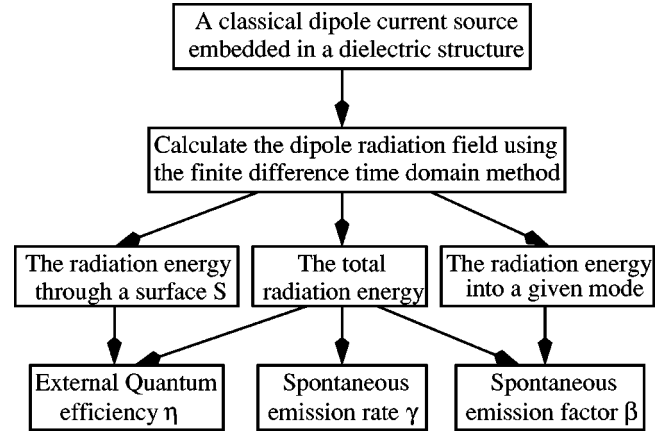 A classical dipole current source
embedded in a dielectric structure
Calculate the dipole radiation field using
the finite difference time domain method
The radiation energy
through a surface S
The total
radiation energy
The radiation energy
into a given mode
External Quantum
efficiency η
Spontaneous
emission rate γ
Spontaneous
emission factor β